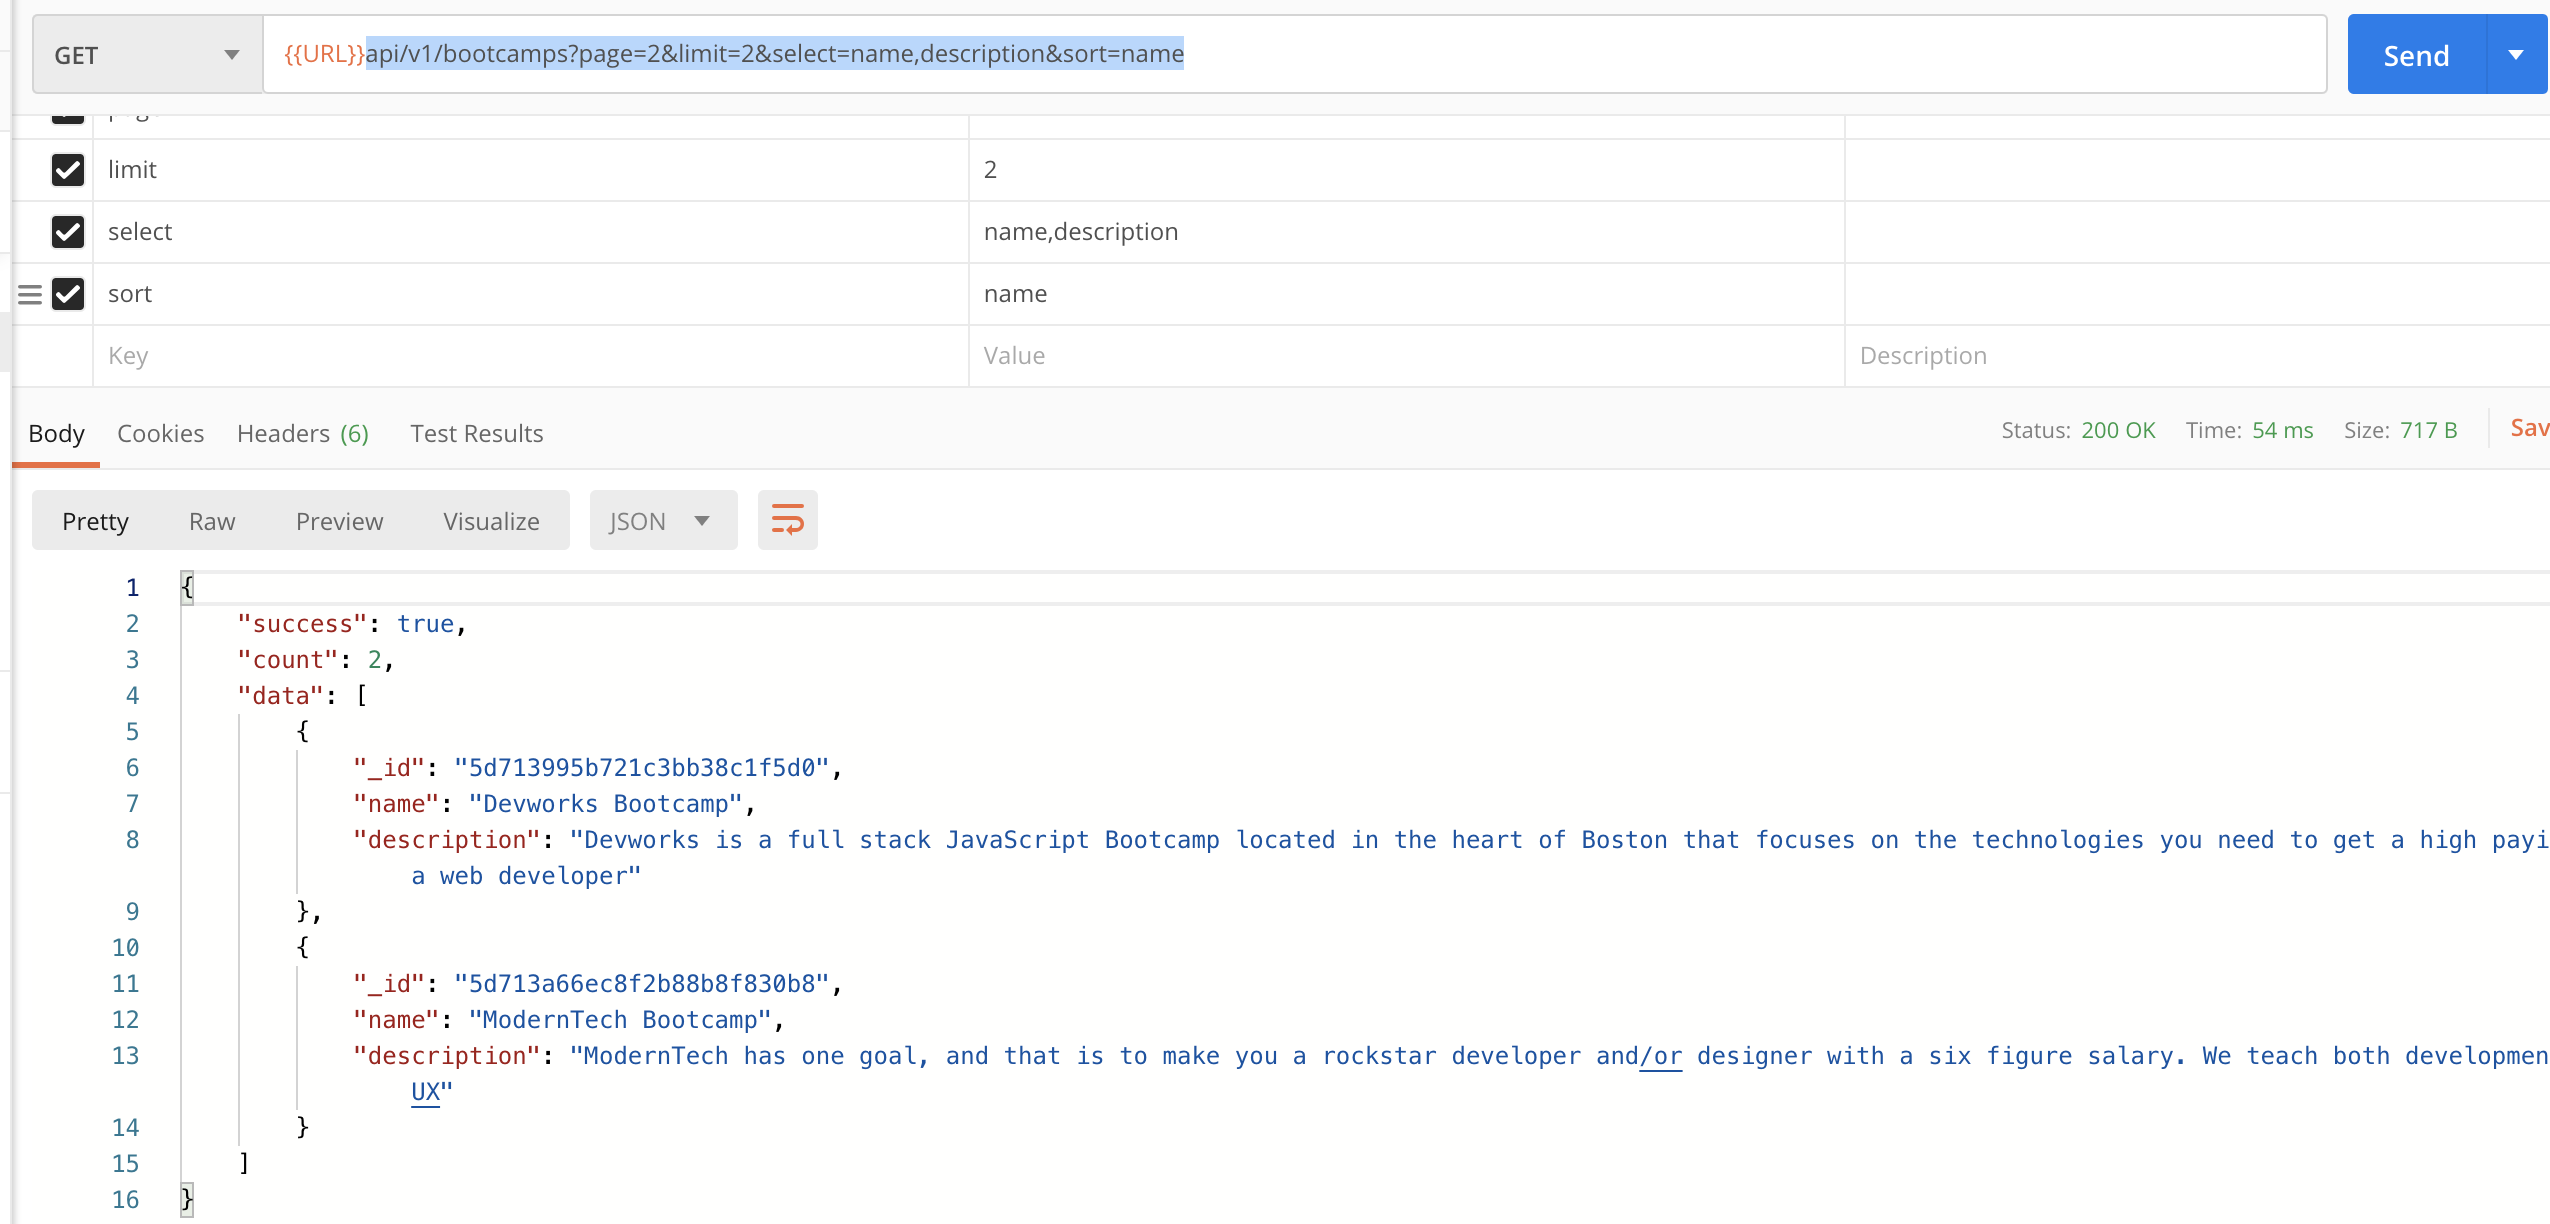 GET {{URL}}api/v1/bootcamps?page=2&limit=2&select=name,description&sort=name Send
limit 2
select name,description
sort name
Key Value Description
Body Cookies Headers (6) Test Results Status: 200 OK Time: 54 ms Size: 717 B Sav
Pretty Raw Preview Visualize JSON
1 {
2 "success": true,
3 "count": 2,
4 "data": [
5 {
6 "_id": "5d713995b721c3bb38c1f5d0",
7 "name": "Devworks Bootcamp",
8 "description": "Devworks is a full stack JavaScript Bootcamp located in the heart of Boston that focuses on the technologies you need to get a high payi
a web developer"
9 },
10 {
11 "_id": "5d713a66ec8f2b88b8f830b8",
12 "name": "ModernTech Bootcamp",
13 "description": "ModernTech has one goal, and that is to make you a rockstar developer and/or designer with a six figure salary. We teach both developmen
UX"
14 }
15 ]
16 }